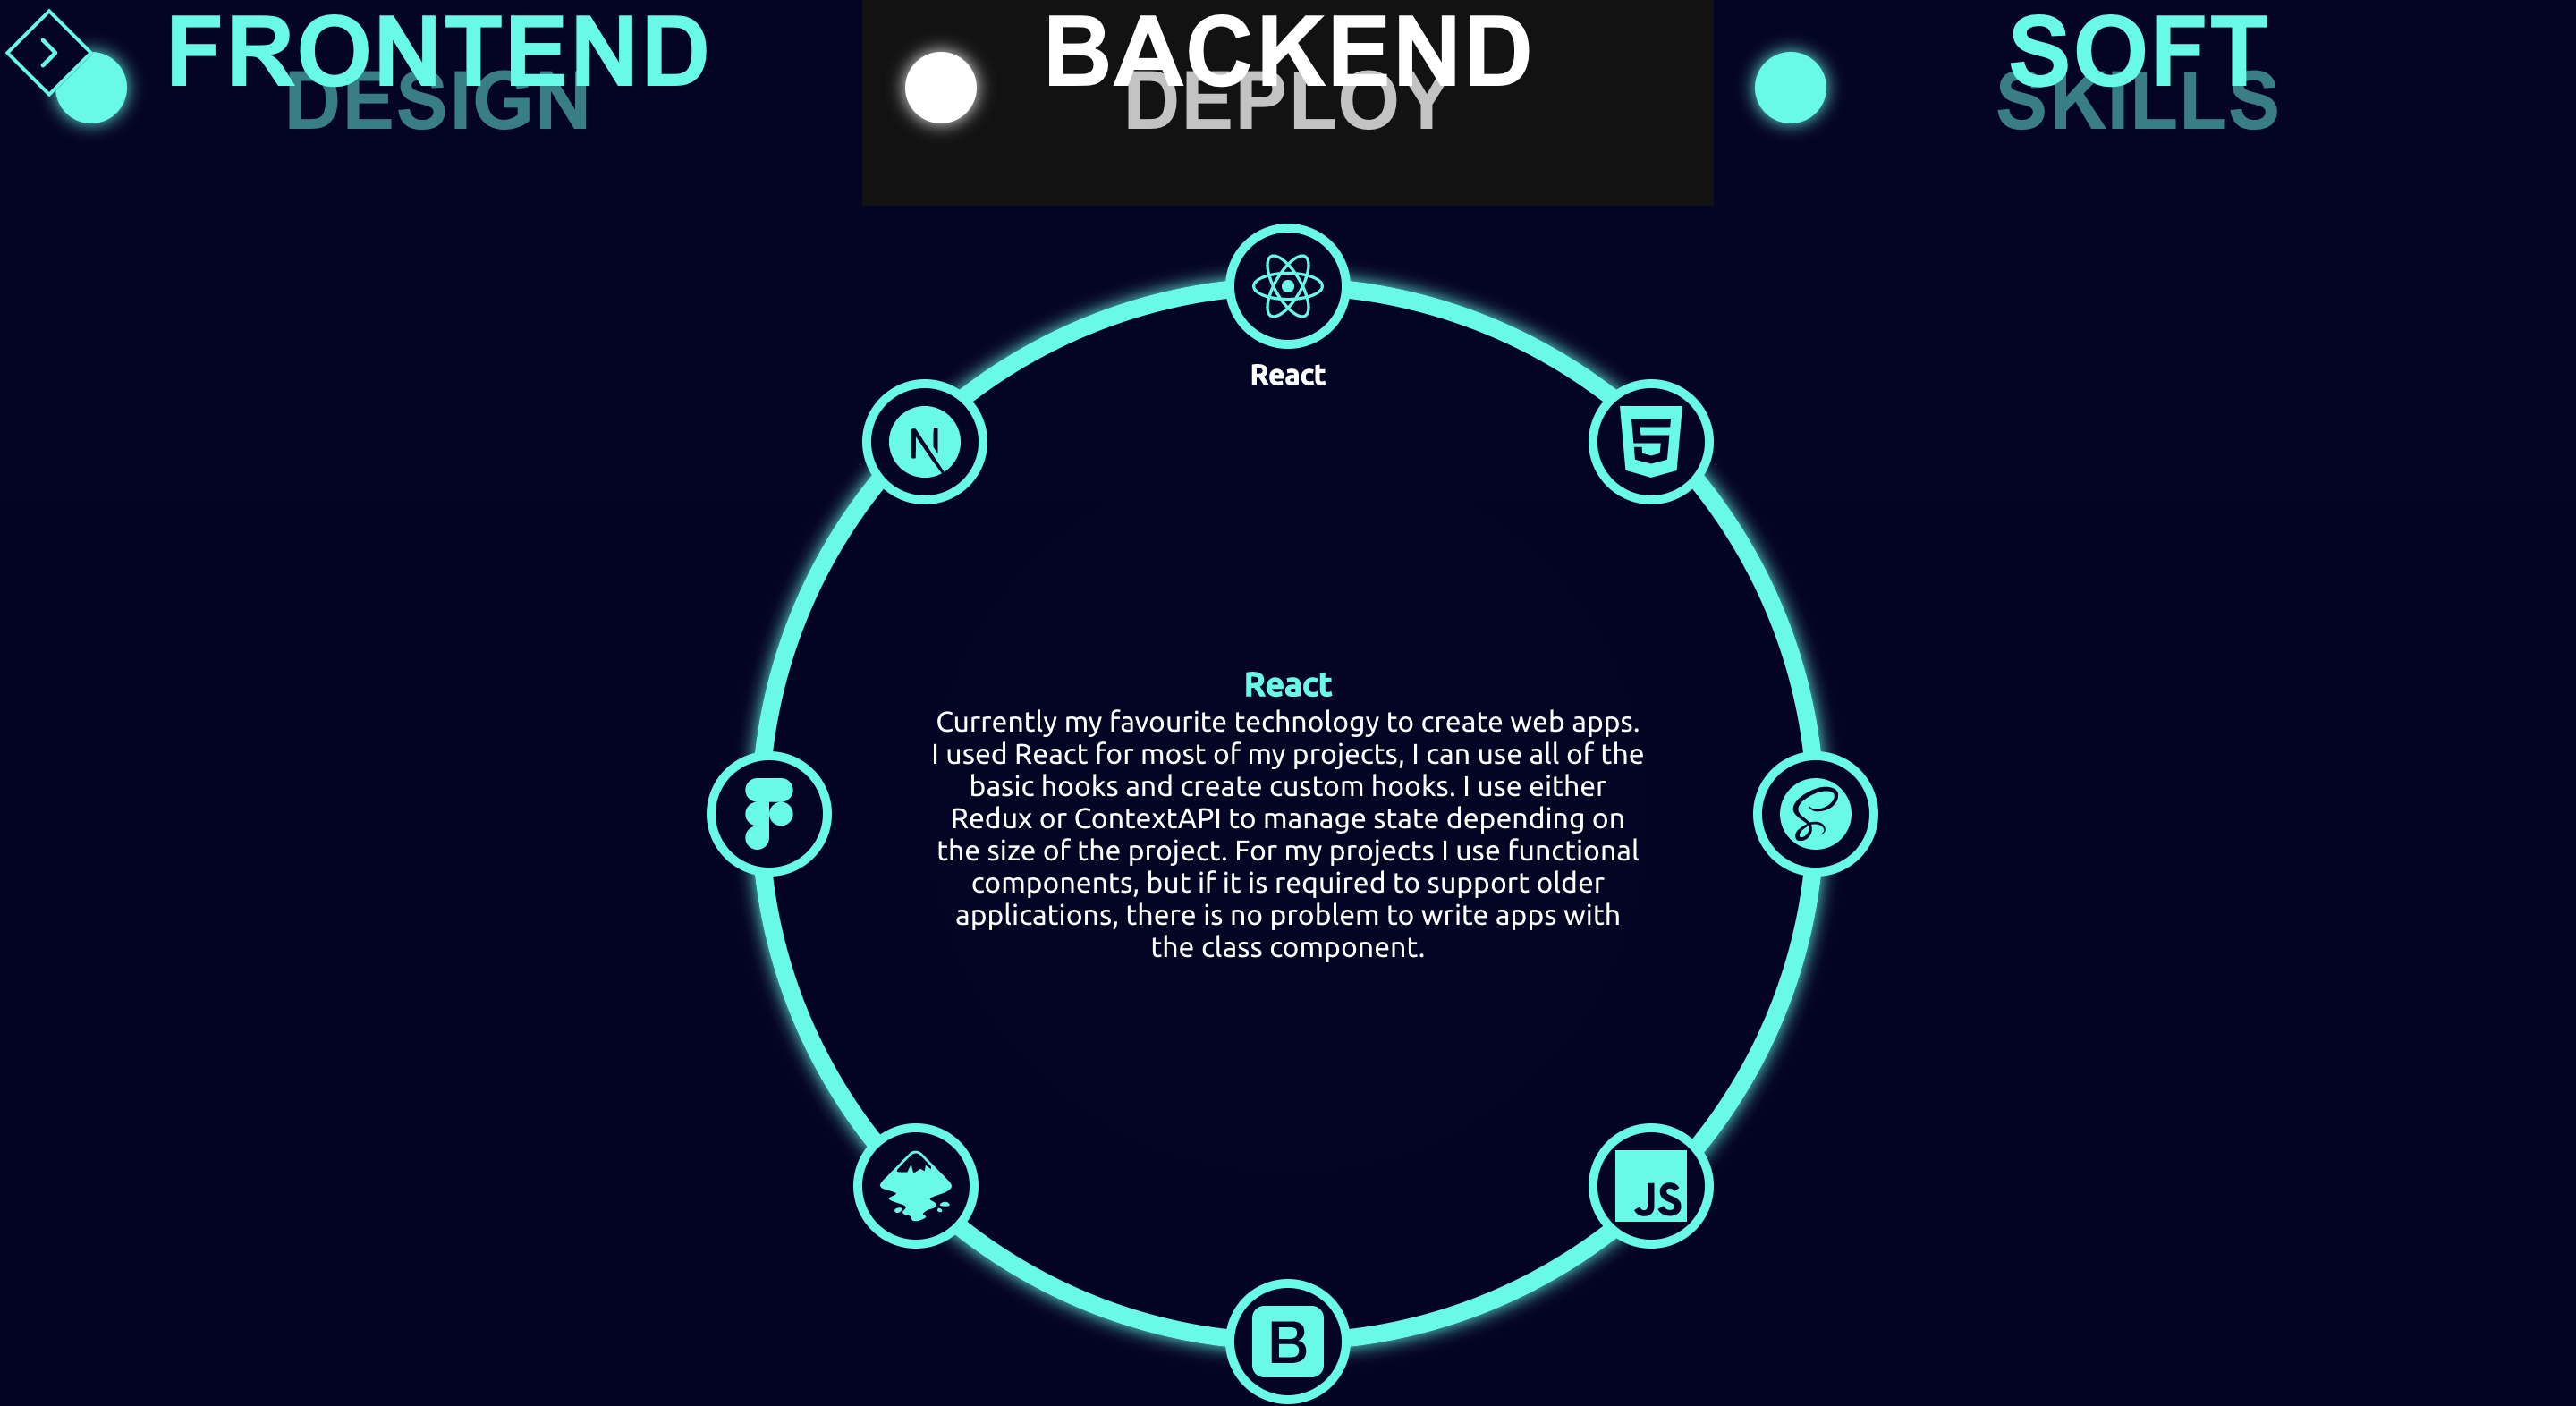 FRONTEND
DESIGN
BACKEND
DEPLOY
SOFT
SKILLS
React
N
5
React
Currently my favourite technology to create web apps.
I used React for most of my projects, I can use all of the
basic hooks and create custom hooks. I use either
Redux or ContextAPI to manage state depending on
the size of the project. For my projects I use functional
components, but if it is required to support older
applications, there is no problem to write apps with
the class component.
JS
B